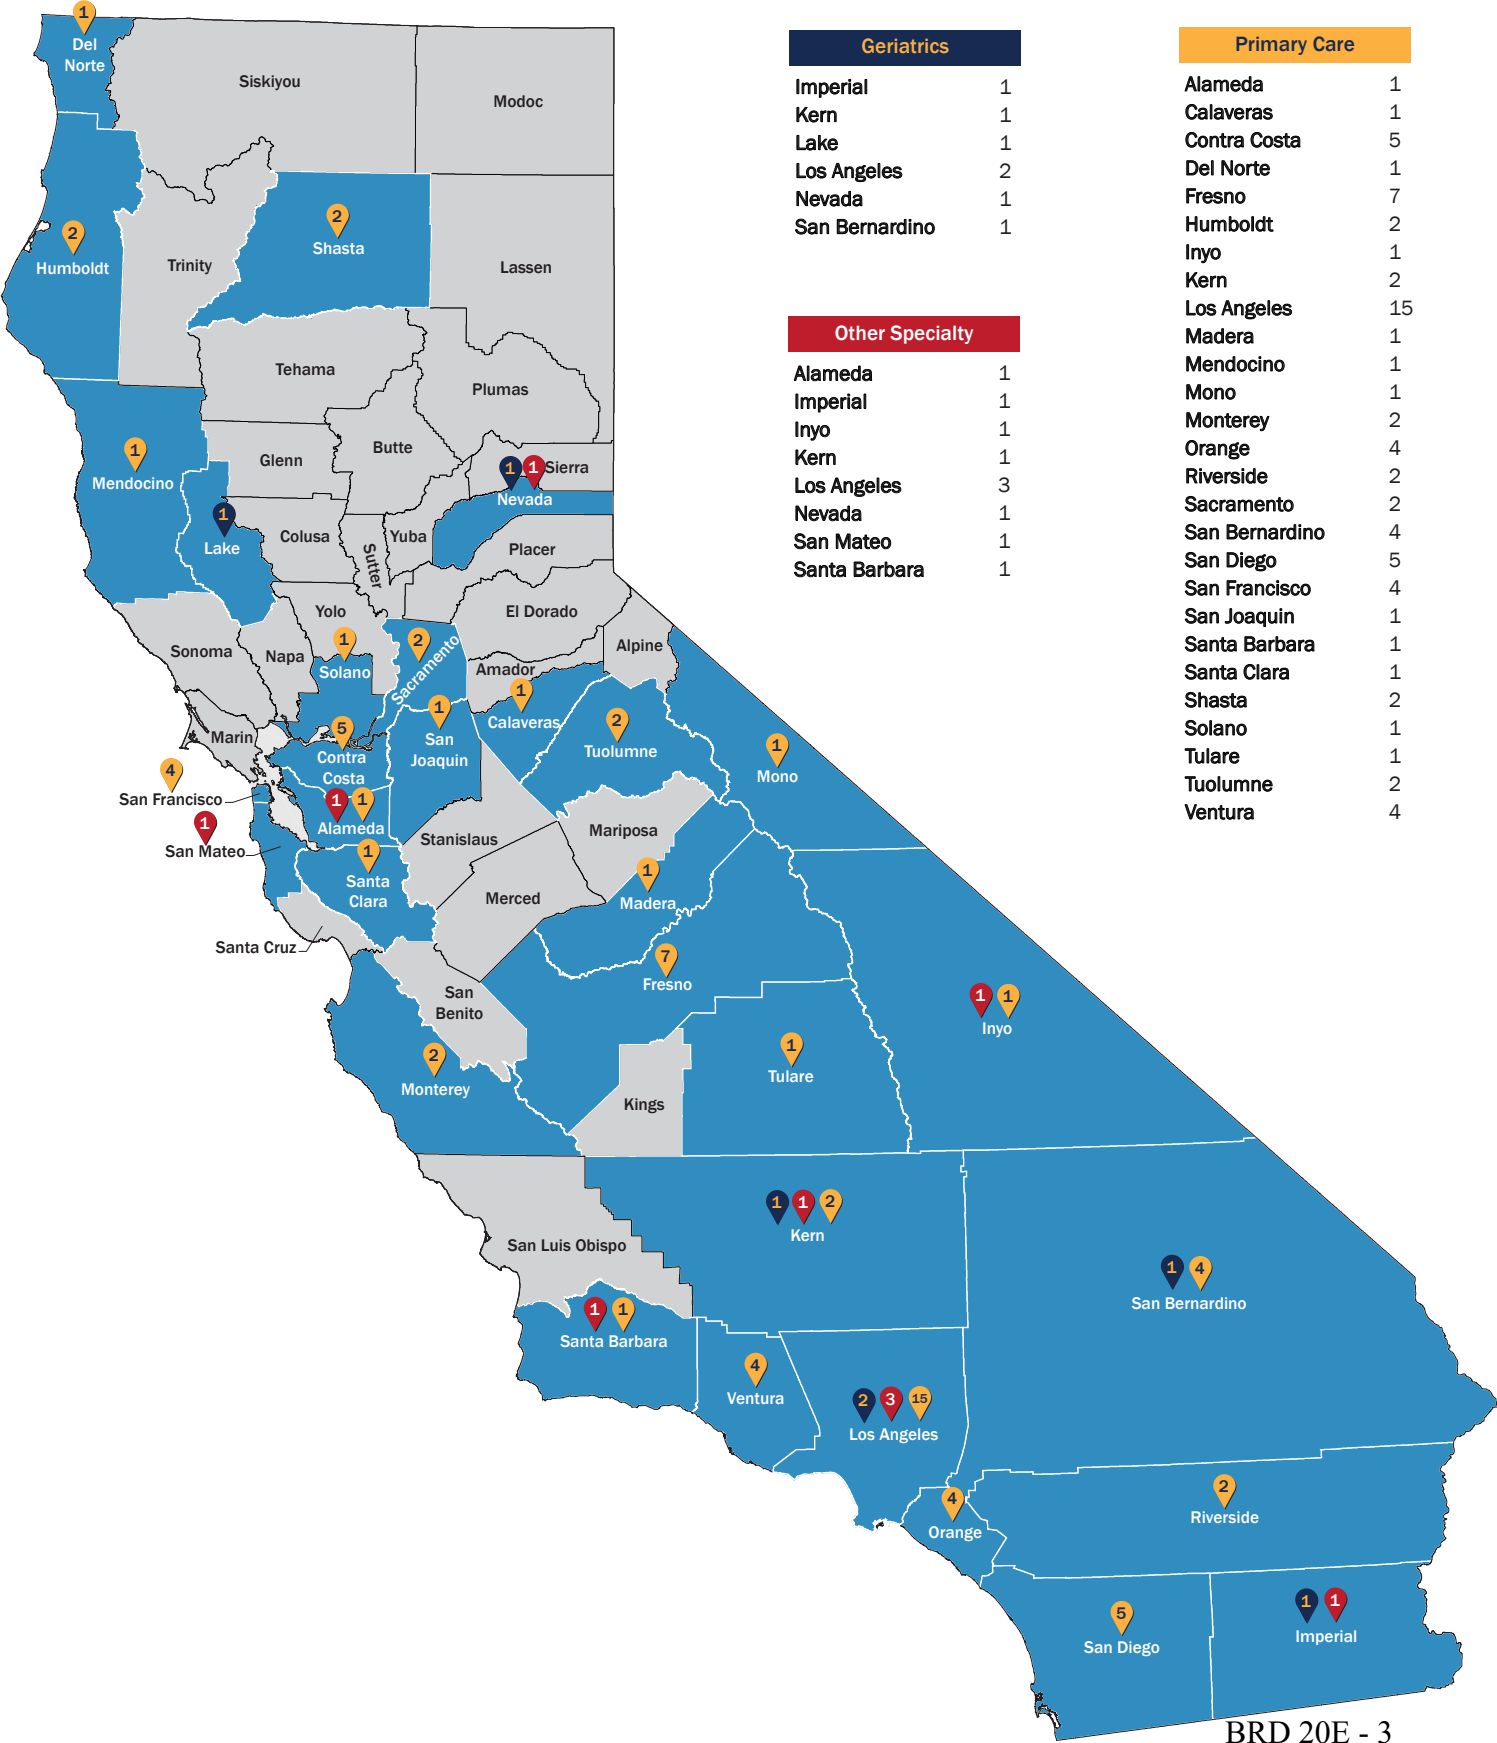 Geriatrics
Imperial 1
Kern 1
Lake 1
Los Angeles 2
Nevada 1
San Bernardino 1
Other Specialty
Alameda 1
Imperial 1
Inyo 1
Kern 1
Los Angeles 3
Nevada 1
San Mateo 1
Santa Barbara 1
Primary Care
Alameda 1
Calaveras 1
Contra Costa 5
Del Norte 1
Fresno 7
Humboldt 2
Inyo 1
Kern 2
Los Angeles 15
Madera 1
Mendocino 1
Mono 1
Monterey 2
Orange 4
Riverside 2
Sacramento 2
San Bernardino 4
San Diego 5
San Francisco 4
San Joaquin 1
Santa Barbara 1
Santa Clara 1
Shasta 2
Solano 1
Tulare 1
Tuolumne 2
Ventura 4
1
Del
Norte
Siskiyou
Modoc
2
Shasta
2
Humboldt
Trinity
Lassen
Tehama
Plumas
Butte
1
Mendocino
Glenn
1 1
Sierra
Nevada
1
Lake
Colusa
Sutter
Yuba
Placer
Yolo
El Dorado
Sonoma
Napa
1
Solano
2
Sacramento
Alpine
Amador
1
Calaveras
Marin
5
Contra
Costa
1
San
Joaquin
2
Tuolumne
1
Mono
4
San Francisco
1 1
Alameda
1
San Mateo
Stanislaus
Mariposa
1
Santa
Clara
Merced
1
Madera
Santa Cruz
7
Fresno
San
Benito
1 1
Inyo
2
Monterey
1
Tulare
Kings
1 1 2
Kern
San Luis Obispo
1 4
San Bernardino
1 1
Santa Barbara
4
Ventura
2 3 15
Los Angeles
4
Orange
2
Riverside
5
San Diego
1 1
Imperial
BRD 20E - 3